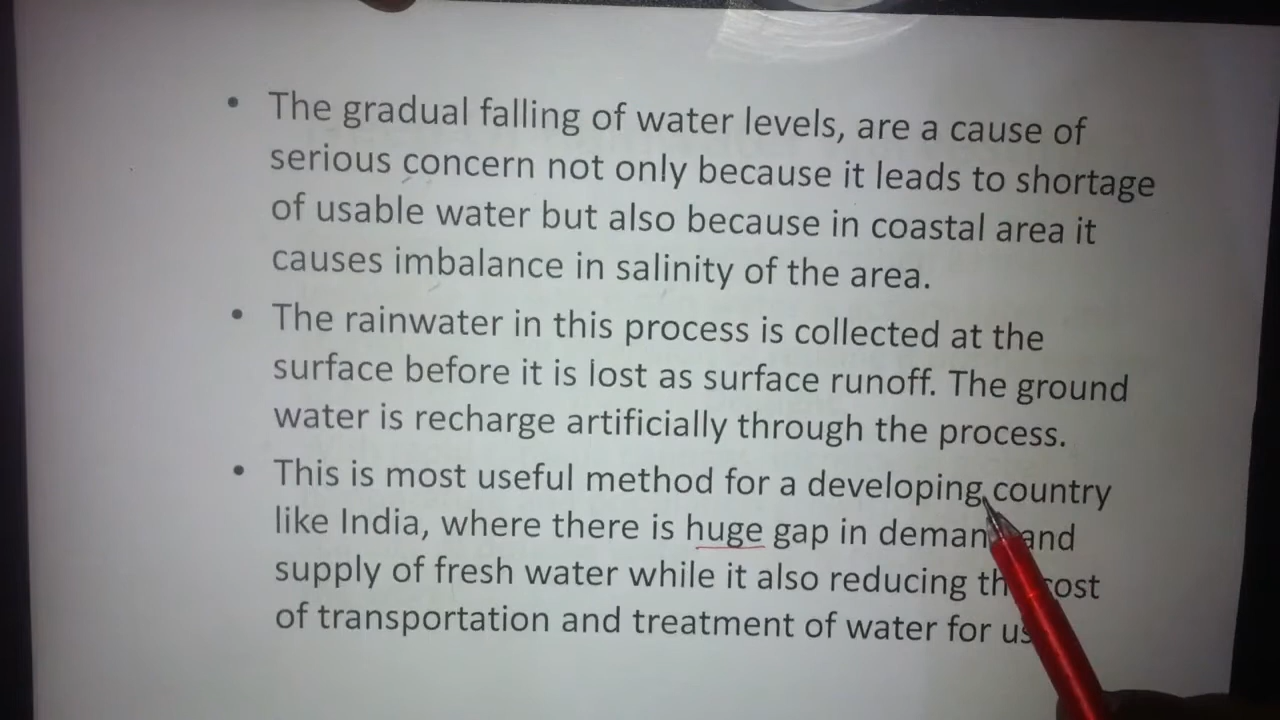 • The gradual falling of water levels, are a cause of
serious concern not only because it leads to shortage
of usable water but also because in coastal area it
causes imbalance in salinity of the area.
• The rainwater in this process is collected at the
surface before it is lost as surface runoff. The ground
water is recharge artificially through the process.
• This is most useful method for a developing country
like India, where there is huge gap in demand and
supply of fresh water while it also reducing the cost
of transportation and treatment of water for